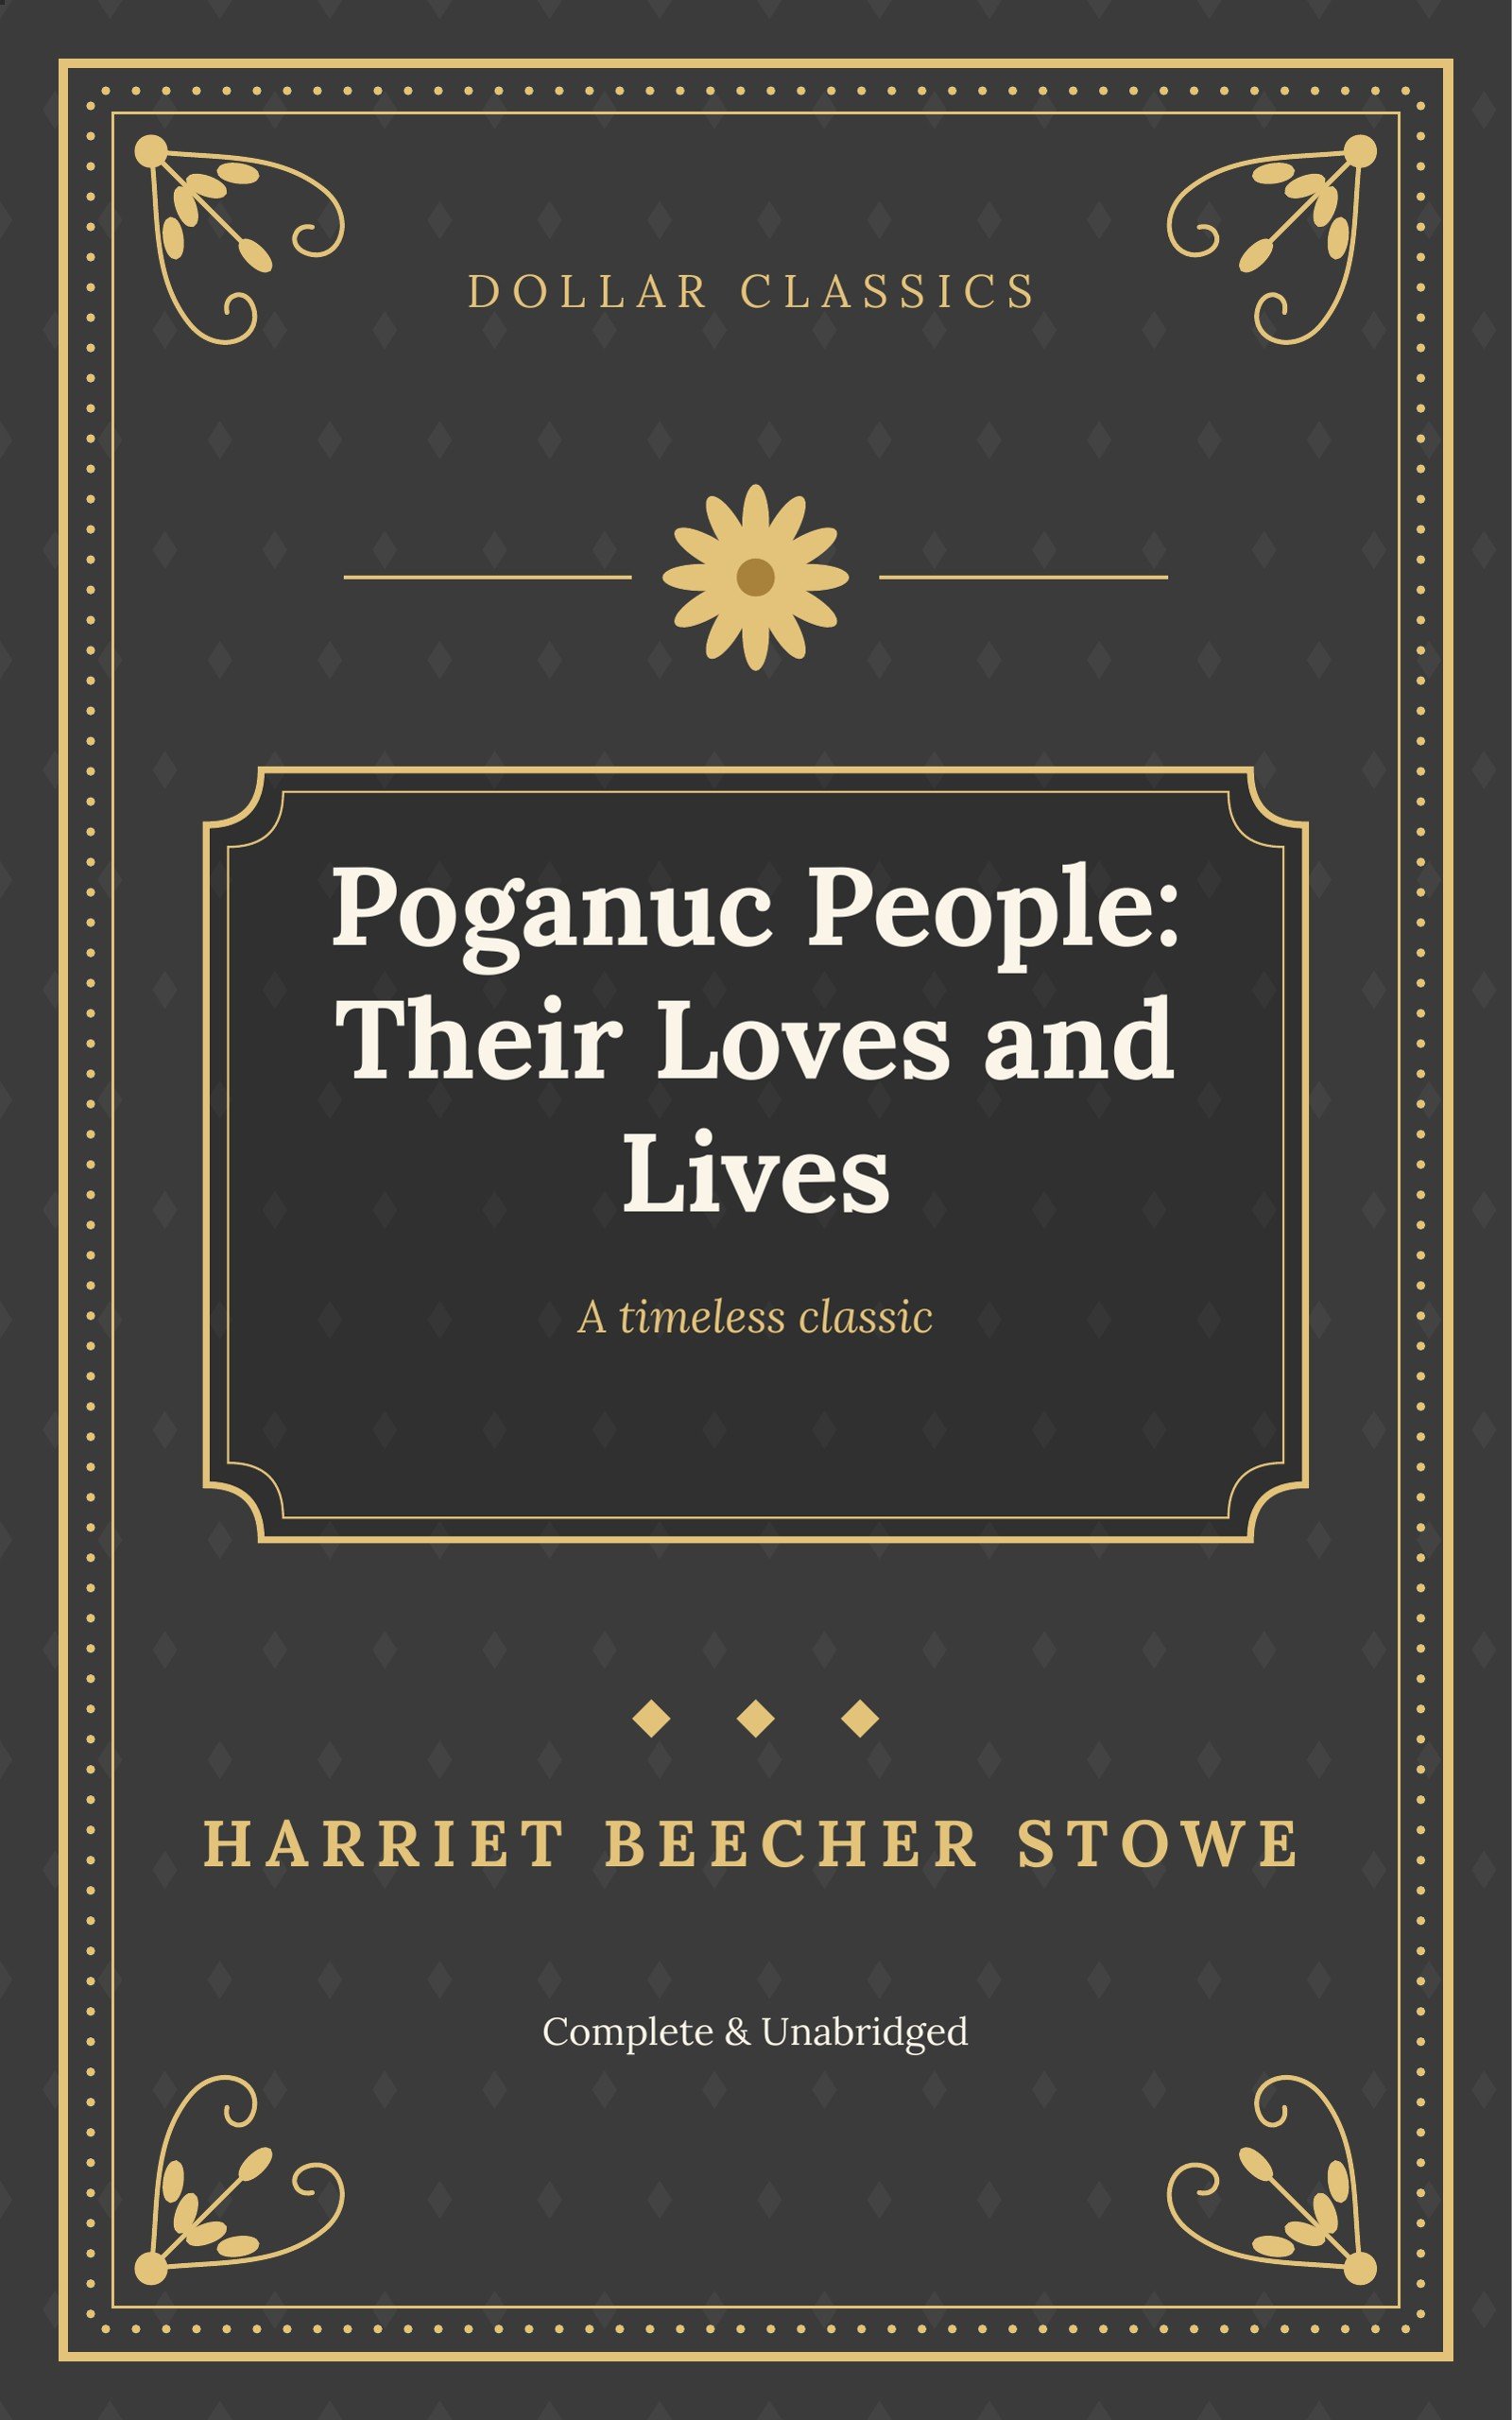 DOLLAR CLASSICS
Poganuc People:
Their Loves and
Lives
A timeless classic
HARRIET BEECHER STOWE
Complete & Unabridged